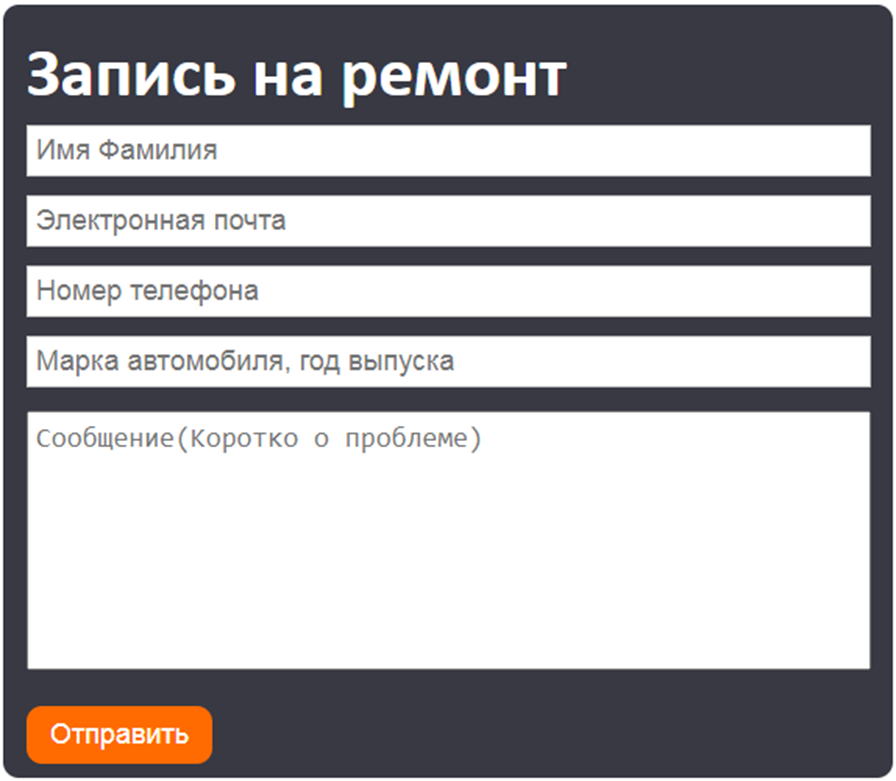 Запись на ремонт
Имя Фамилия
Электронная почта
Номер телефона
Марка автомобиля, год выпуска
Сообщение(Коротко о проблеме)
Отправить